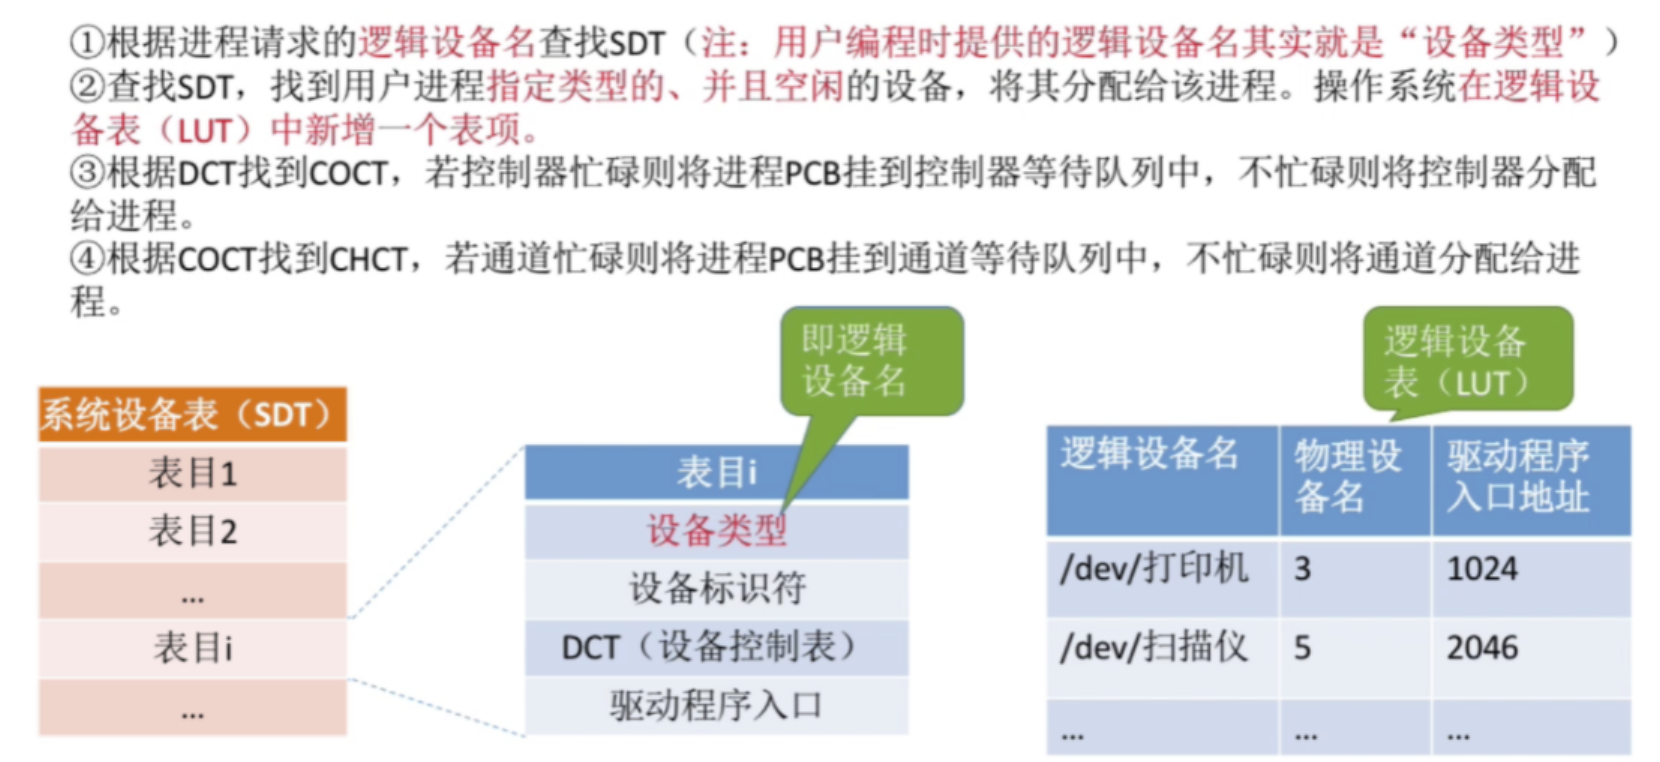 ①根据进程请求的逻辑设备名查找SDT（注：用户编程时提供的逻辑设备名其实就是“设备类型”）
②查找SDT，找到用户进程指定类型的、并且空闲的设备，将其分配给该进程。操作系统在逻辑设
备表（LUT）中新增一个表项。
③根据DCT找到COCT，若控制器忙碌则将进程PCB挂到控制器等待队列中，不忙碌则将控制器分配
给进程。
④根据COCT找到CHCT，若通道忙碌则将进程PCB挂到通道等待队列中，不忙碌则将通道分配给进
程。
即逻辑
设备名
逻辑设备
表（LUT）
系统设备表（SDT）
表目1
表目2
...
表目i
...
表目i
设备类型
设备标识符
DCT（设备控制表）
驱动程序入口
逻辑设备名 物理设
备名 驱动程序
入口地址
/dev/打印机 3 1024
/dev/扫描仪 5 2046
... ... ...